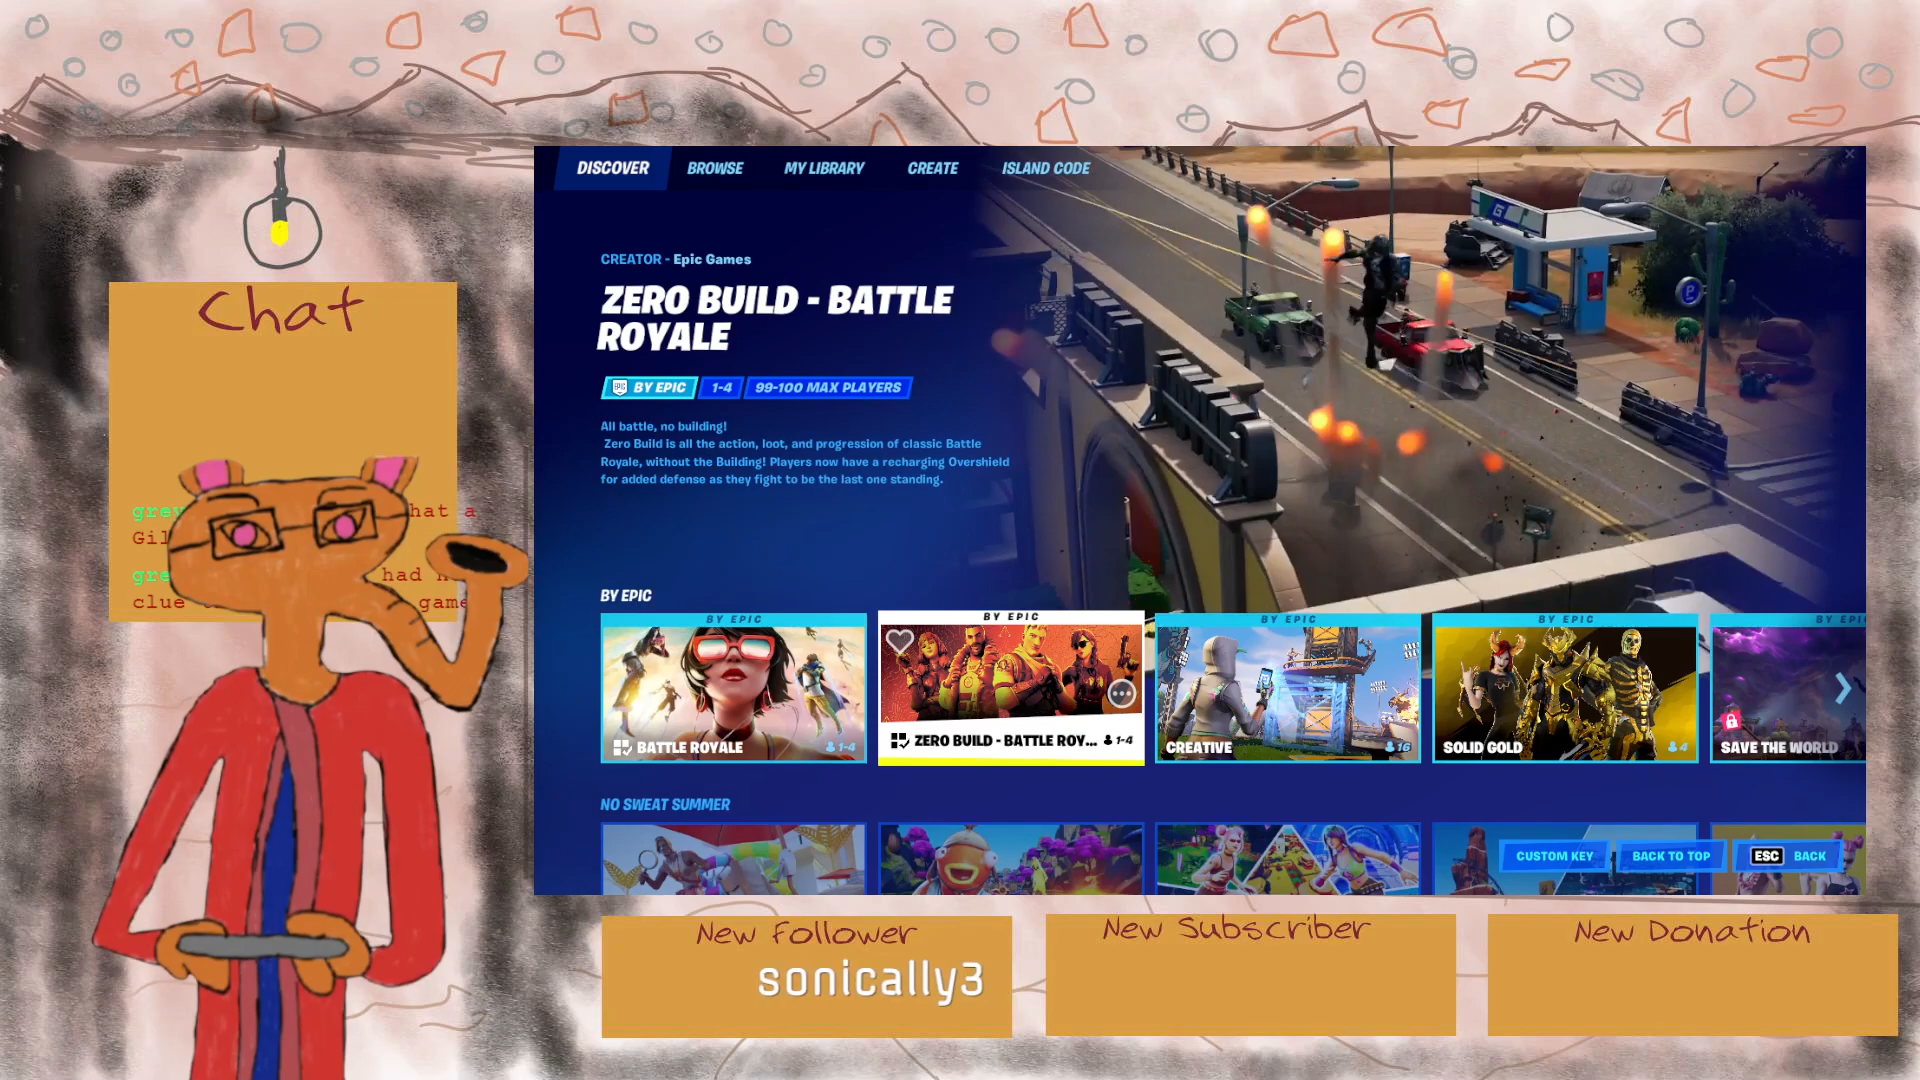 DISCOVER
BROWSE
MY LIBRARY
CREATE
ISLAND CODE
CREATOR - Epic Games
ZERO BUILD - BATTLE
ROYALE
EPIC
BY EPIC
1-4
99-100 MAX PLAYERS
All battle, no building!
Zero Build is all the action, loot, and progression of classic Battle
Royale, without the Building! Players now have a recharging Overshield
for added defense as they fight to be the last one standing.
Chat
hat a
had
clue
game
BY EPIC
BY EPIC
BATTLE ROYALE
1-4
BY EPIC
ZERO BUILD - BATTLE ROY...
1-4
BY EPIC
CREATIVE
16
BY EPIC
SOLID GOLD
4
BY EPIC
SAVE THE WORLD
NO SWEAT SUMMER
CUSTOM KEY
BACK TO TOP
ESC
BACK
New Follower
sonically3
New Subscriber
New Donation